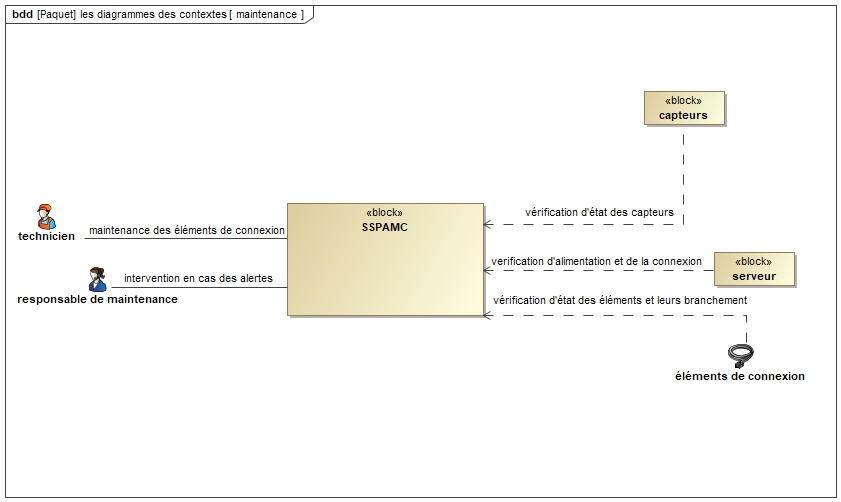 bdd [Paquet] les diagrammes des contextes [ maintenance ]
«block»
capteurs
vérification d'état des capteurs
«block»
SSPAMC
technicien
maintenance des éléments de connexion
verification d'alimentation et de la connexion
«block»
serveur
intervention en cas des alertes
responsable de maintenance
vérification d'état des éléments et leurs branchement
éléments de connexion